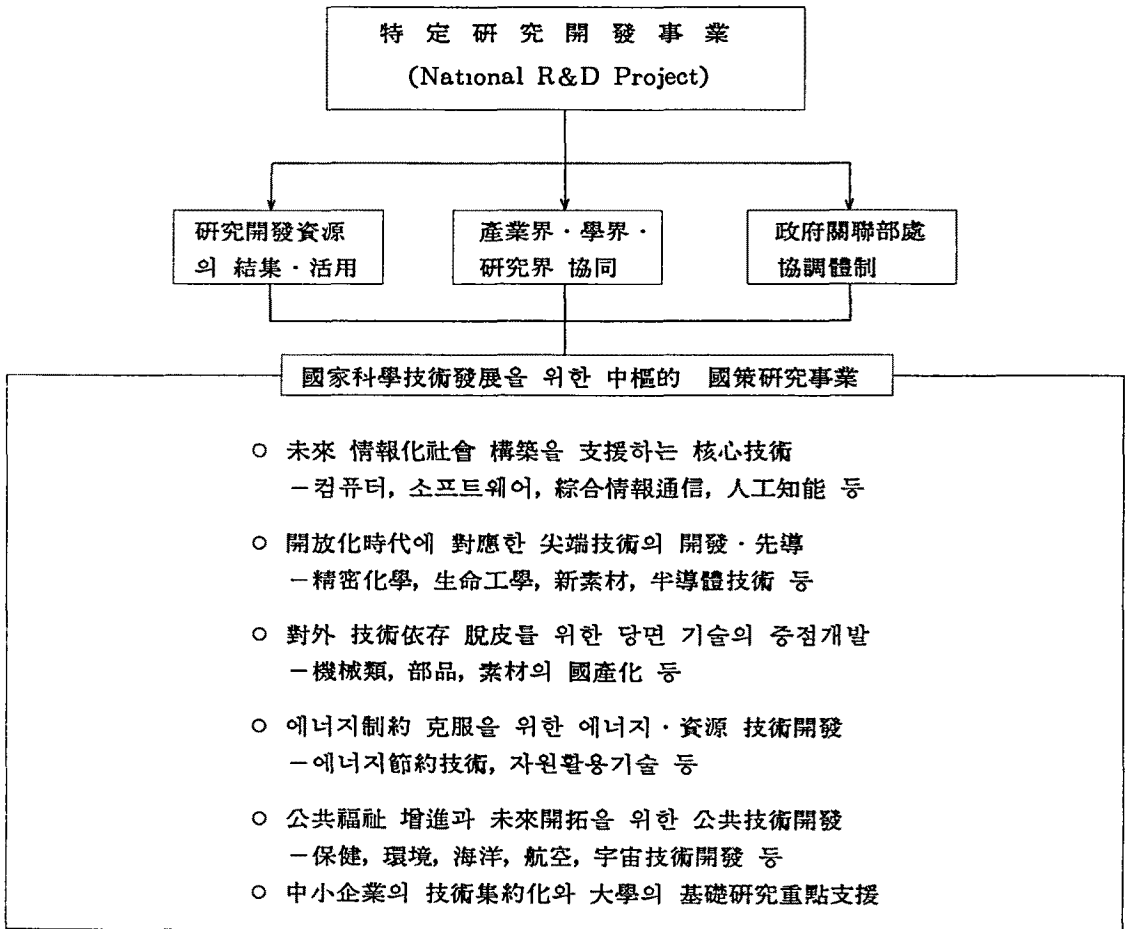 特 定 研 究 開 發 事 業
(National R&D Project)
研究開發資源
의 結集·活用
產業界·學界·
研究界 協同
政府關聯部處
協調體制
國家科學技術發展을 위한 中樞的 國策研究事業
○ 未來 情報化社會 構築을 支援하는 核心技術
－컴퓨터, 소프트웨어, 綜合情報通信, 人工知能 등
○ 開放化時代에 對應한 尖端技術의 開發·先導
－精密化學, 生命工學, 新素材, 半導體技術 등
○ 對外 技術依存 脫皮를 위한 당면 기술의 중점개발
－機械類, 部品, 素材의 國產化 등
○ 에너지制約 克服을 위한 에너지·資源 技術開發
－에너지節約技術, 자원활용기술 등
○ 公共福祉 增進과 未來開拓을 위한 公共技術開發
－保健, 環境, 海洋, 航空, 宇宙技術開發 등
○ 中小企業의 技術集約化와 大學의 基礎研究重點支援